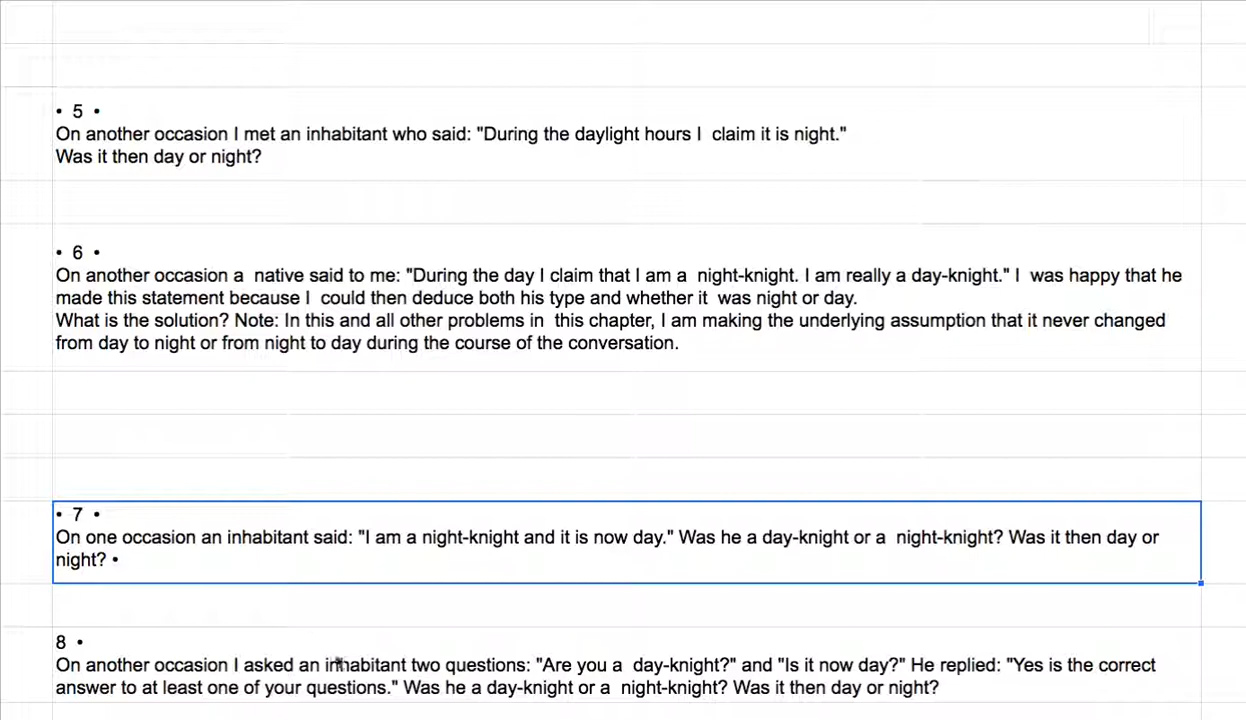 • 5 •
On another occasion I met an inhabitant who said: "During the daylight hours I claim it is night."
Was it then day or night?
• 6 •
On another occasion a native said to me: "During the day I claim that I am a night-knight. I am really a day-knight." I was happy that he
made this statement because I could then deduce both his type and whether it was night or day.
What is the solution? Note: In this and all other problems in this chapter, I am making the underlying assumption that it never changed
from day to night or from night to day during the course of the conversation.
• 7 •
On one occasion an inhabitant said: "I am a night-knight and it is now day." Was he a day-knight or a night-knight? Was it then day or
night? •
8 •
On another occasion I asked an inhabitant two questions: "Are you a day-knight?" and "Is it now day?" He replied: "Yes is the correct
answer to at least one of your questions." Was he a day-knight or a night-knight? Was it then day or night?